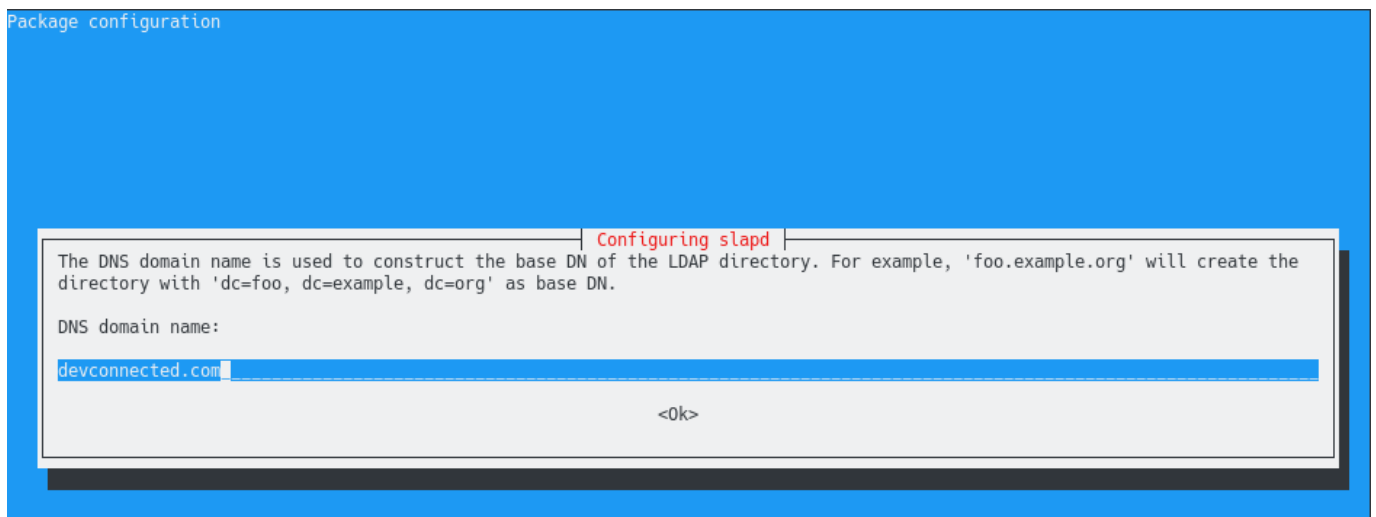 Package configuration
Configuring slapd
The DNS domain name is used to construct the base DN of the LDAP directory. For example, 'foo.example.org' will create the
directory with 'dc=foo, dc=example, dc=org' as base DN.
DNS domain name:
devconnected.com
<Ok>